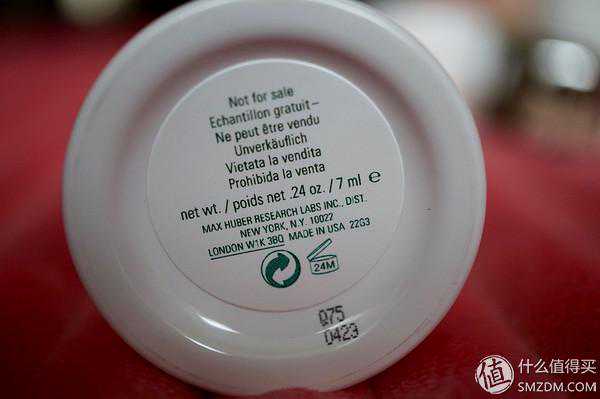 Not for sale
Echantillon gratuit–
Ne peut être vendu
Unverkäuflich
Vietata la vendita
Prohibida la venta
net wt. / poids net .24 oz. / 7 ml ℮
MAX HUBER RESEARCH LABS INC., DIST.
NEW YORK, N.Y. 10022
LONDON W1K 3BQ MADE IN USA 22G3
24M
Q75
D423
值 什么值得买
SMZDM.COM